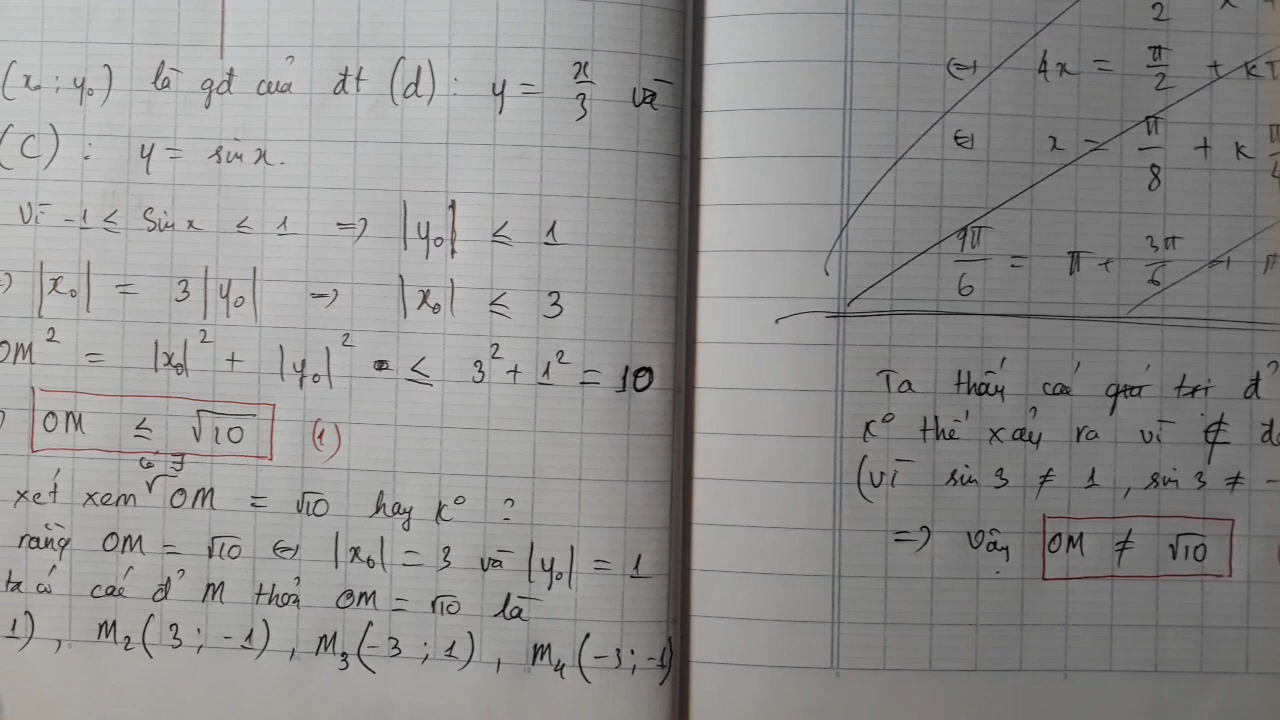 (x₀; y₀) là gđ của đt (d): y = x/3 và
(C): y = sin x.
Vì -1 ≤ Sin x ≤ 1 => |y₀| ≤ 1
|x₀| = 3 |y₀| => |x₀| ≤ 3
OM² = |x₀|² + |y₀|² ≤ 3² + 1² = 10
OM ≤ √10 (1)
xét xem có ∃ OM = √10 hay k° ?
rằng OM = √10 ⇔ |x₀| = 3 và |y₀| = 1
ta có các đ' M thỏa OM = √10 là
1), M₂(3; -1), M₃(-3; 1), M₄(-3; -1)
2
⇔ 4x = π/2 + kπ
⇔ x = π/8 + k π/4
9π/6 = π + 3π/6 →
Ta thấy các giá trị đ'
k° thể xảy ra vì ∉
(vì sin 3 ≠ 1, sin 3 ≠ -
=> Vậy OM ≠ √10